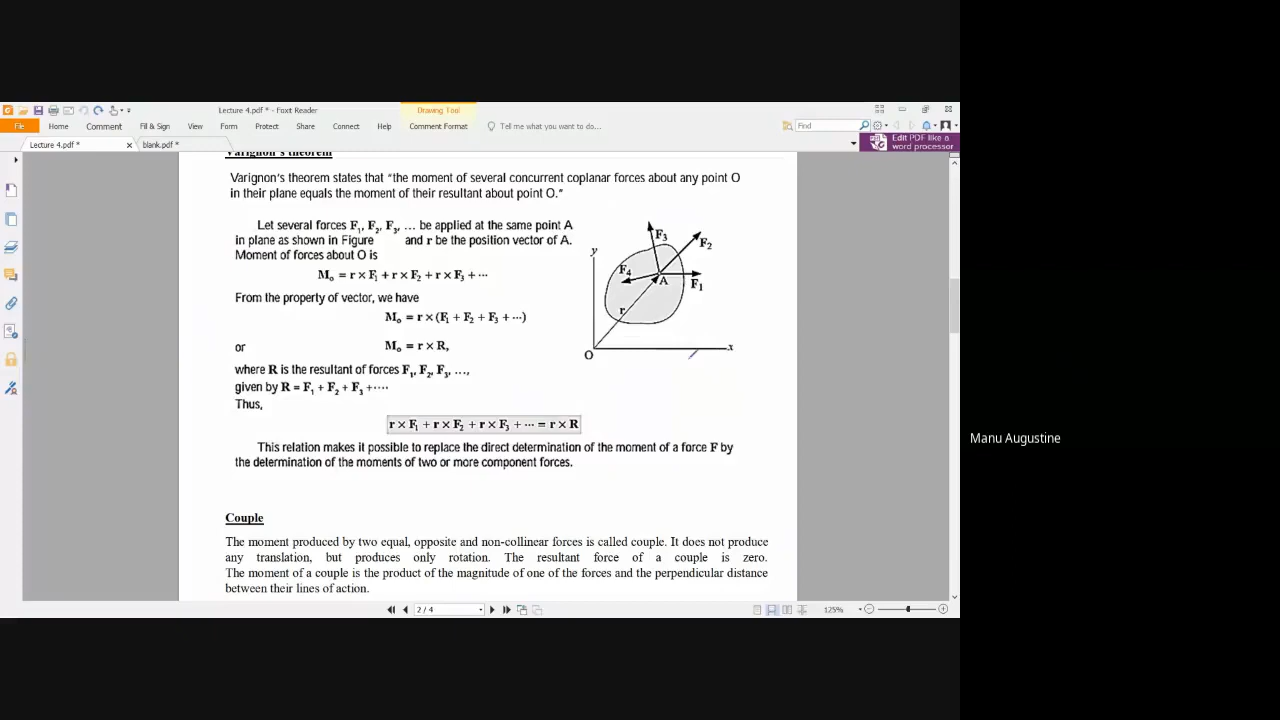 Lecture 4.pdf * - Foxit Reader
Drawing Tool
File Home Comment Fill & Sign View Form Protect Share Connect Help Comment Format Tell me what you want to do... Find
Lecture 4.pdf * blank.pdf *
Edit PDF like a
word processor
Varignon's theorem
Varignon's theorem states that "the moment of several concurrent coplanar forces about any point O
in their plane equals the moment of their resultant about point O."
Let several forces F₁, F₂, F₃, ... be applied at the same point A
in plane as shown in Figure and r be the position vector of A.
Moment of forces about O is
Mₒ = r × F₁ + r × F₂ + r × F₃ + ···
From the property of vector, we have
Mₒ = r × (F₁ + F₂ + F₃ + ···)
or Mₒ = r × R,
where R is the resultant of forces F₁, F₂, F₃, ...,
given by R = F₁ + F₂ + F₃ +····
Thus,
r × F₁ + r × F₂ + r × F₃ + ··· = r × R
y
F₃
F₂
F₄
A
F₁
r
O
x
This relation makes it possible to replace the direct determination of the moment of a force F by
the determination of the moments of two or more component forces.
Couple
The moment produced by two equal, opposite and non-collinear forces is called couple. It does not produce
any translation, but produces only rotation. The resultant force of a couple is zero.
The moment of a couple is the product of the magnitude of one of the forces and the perpendicular distance
between their lines of action.
2 / 4
125%
Manu Augustine